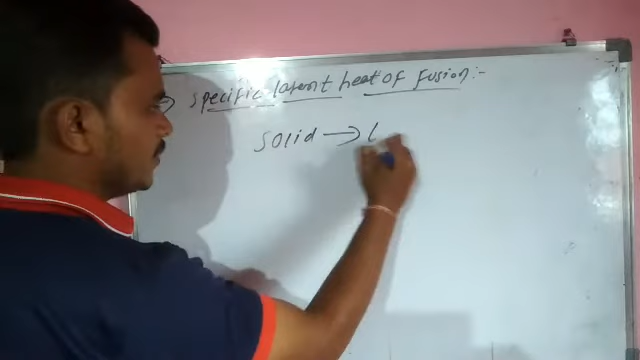 Specific latent heat of fusion:-
Solid → L